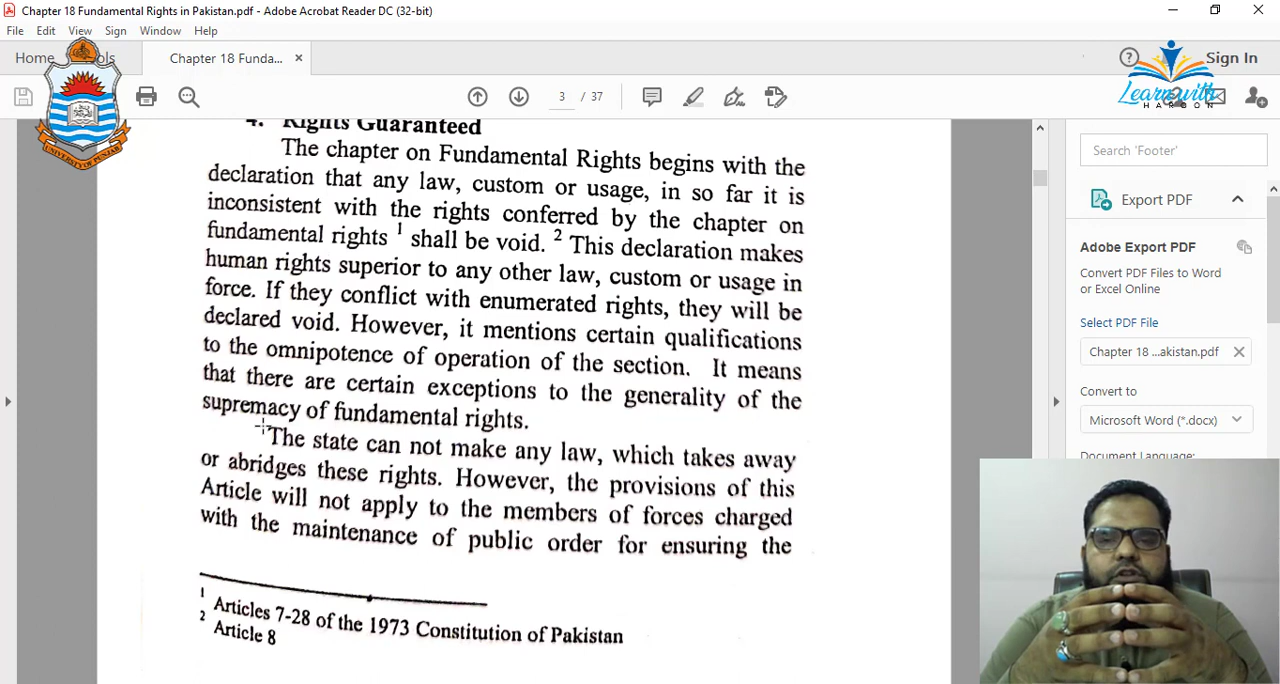 Chapter 18 Fundamental Rights in Pakistan.pdf - Adobe Acrobat Reader DC (32-bit)
File Edit View Sign Window Help
Home
Chapter 18 Funda... ×
Sign In
3 / 37
UNIVERSITY OF PUNJAB
Learn with
HAROON
Search 'Footer'
Export PDF
Adobe Export PDF
Convert PDF Files to Word
or Excel Online
Select PDF File
Chapter 18 ...akistan.pdf
Convert to
Microsoft Word (*.docx)
Document Language:
4. Rights Guaranteed
The chapter on Fundamental Rights begins with the
declaration that any law, custom or usage, in so far it is
inconsistent with the rights conferred by the chapter on
fundamental rights 1 shall be void. 2 This declaration makes
human rights superior to any other law, custom or usage in
force. If they conflict with enumerated rights, they will be
declared void. However, it mentions certain qualifications
to the omnipotence of operation of the section. It means
that there are certain exceptions to the generality of the
supremacy of fundamental rights.
The state can not make any law, which takes away
or abridges these rights. However, the provisions of this
Article will not apply to the members of forces charged
with the maintenance of public order for ensuring the
1 Articles 7-28 of the 1973 Constitution of Pakistan
2 Article 8